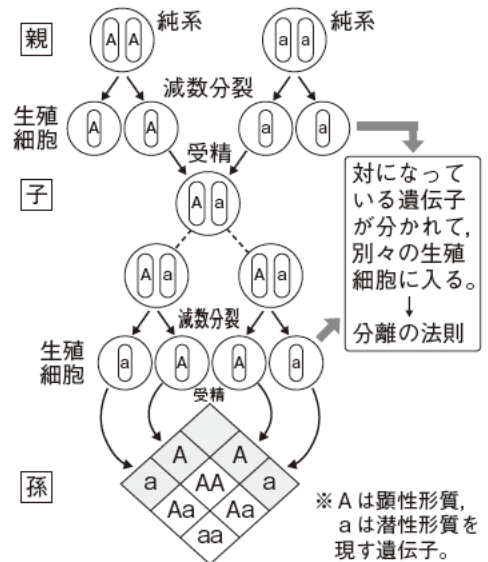 親
純系
純系
A A
a a
減数分裂
生殖
細胞
A
A
a
a
受精
対になって
いる遺伝子
が分かれて,
別々の生殖
細胞に入る。
↓
分離の法則
子
A a
A a
A a
減数分裂
生殖
細胞
a
A
A
a
受精
孫
A
A
a
AA
a
Aa
Aa
aa
※Aは顕性形質,
aは潜性形質を
現す遺伝子。